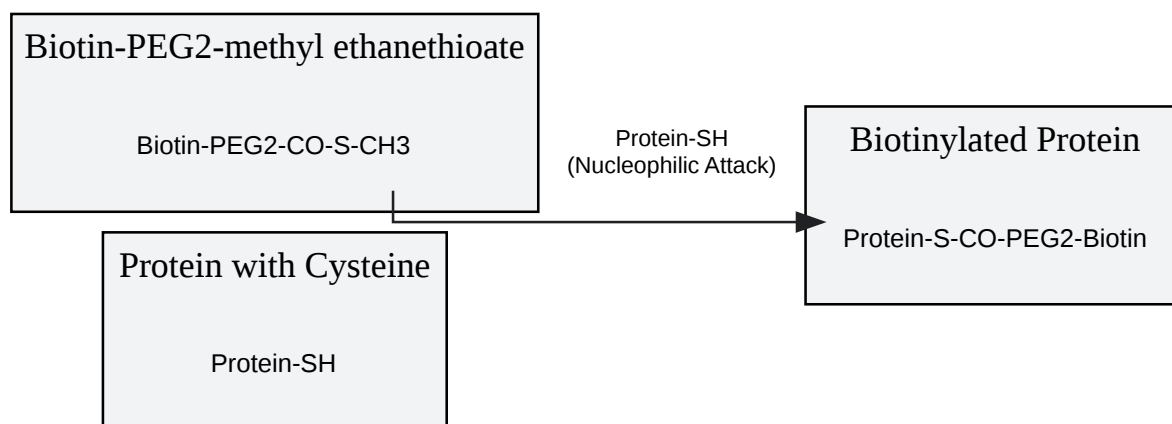 Biotin-PEG2-methyl ethanethioate
Biotin-PEG2-CO-S-CH3
Protein with Cysteine
Protein-SH
Protein-SH
(Nucleophilic Attack)
Biotinylated Protein
Protein-S-CO-PEG2-Biotin